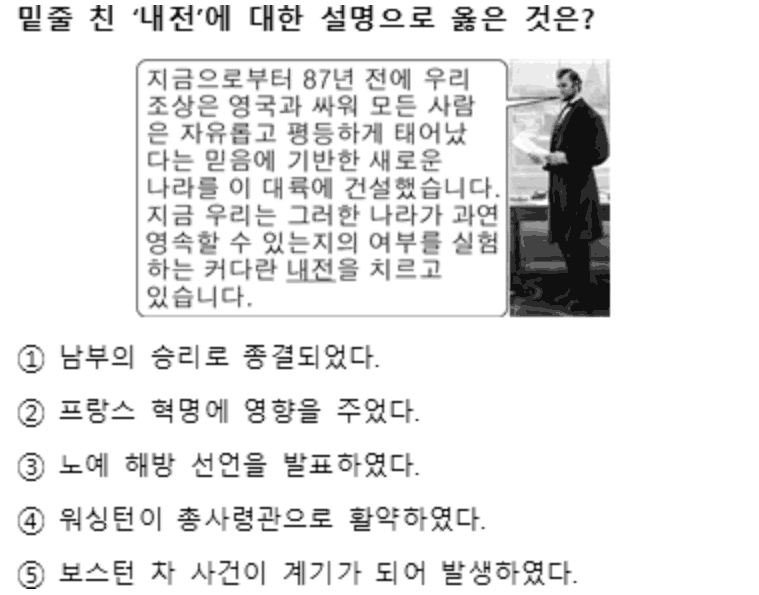 밑줄 친 ‘내전’에 대한 설명으로 옳은 것은?
지금으로부터 87년 전에 우리
조상은 영국과 싸워 모든 사람
은 자유롭고 평등하게 태어났
다는 믿음에 기반한 새로운
나라를 이 대륙에 건설했습니다.
지금 우리는 그러한 나라가 과연
영속할 수 있는지의 여부를 실험
하는 커다란 내전을 치르고
있습니다.
① 남부의 승리로 종결되었다.
② 프랑스 혁명에 영향을 주었다.
③ 노예 해방 선언을 발표하였다.
④ 워싱턴이 총사령관으로 활약하였다.
⑤ 보스턴 차 사건이 계기가 되어 발생하였다.